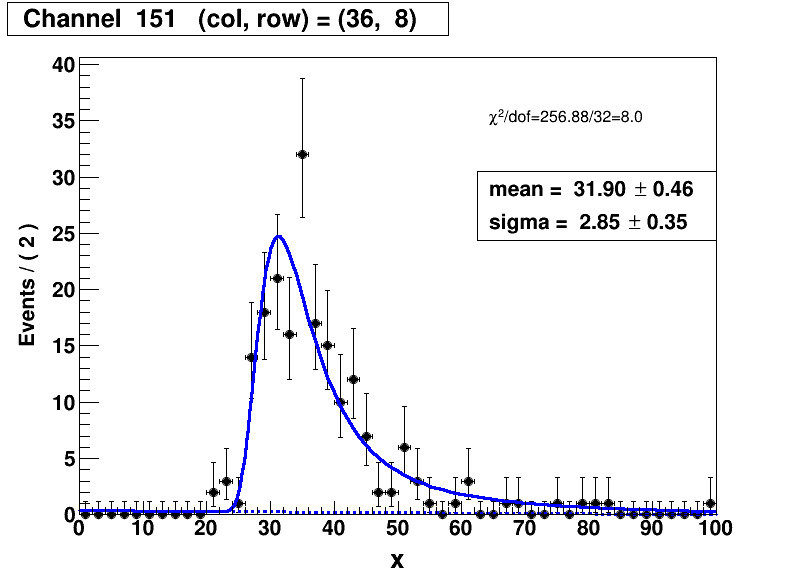 Channel 151 (col, row) = (36, 8)
40
35
30
25
20
15
10
5
0
Events / ( 2 )
χ²/dof=256.88/32=8.0
mean = 31.90 ± 0.46
sigma = 2.85 ± 0.35
0 10 20 30 40 50 60 70 80 90 100
x